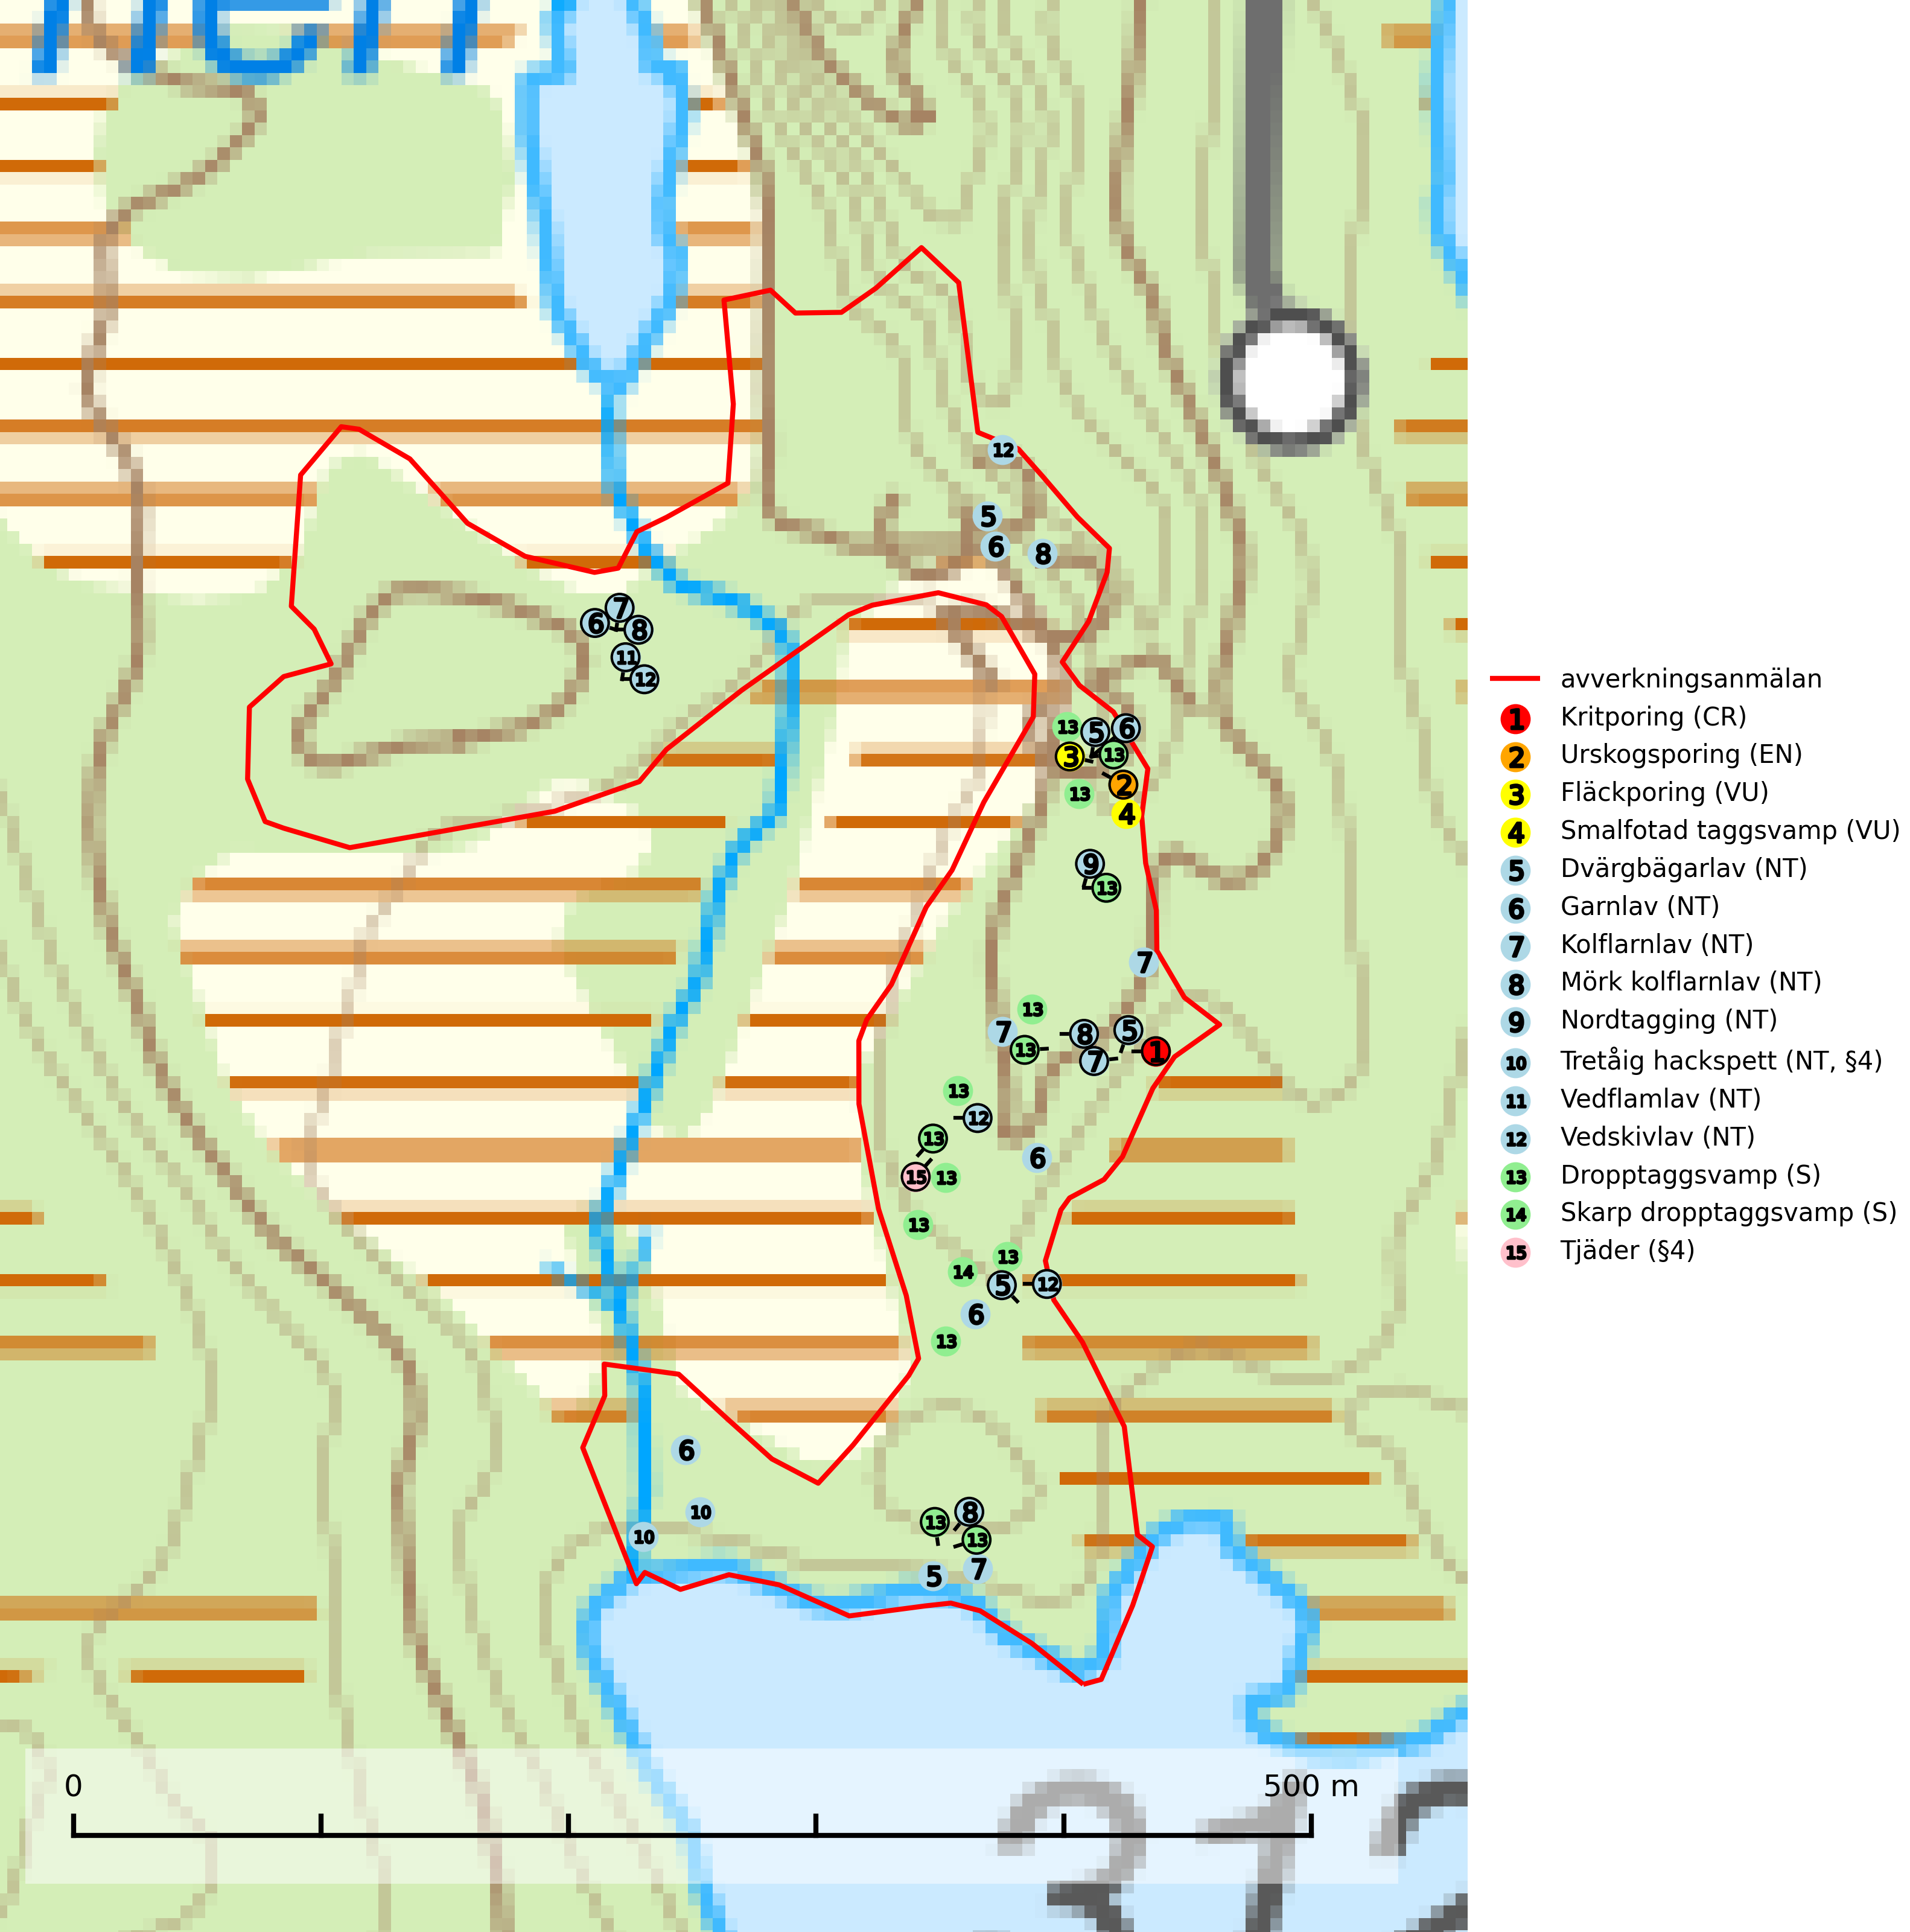 12
5
6
8
7
6
8
11
12
13
5
6
3
13
2
13
4
9
13
7
13
7
8
5
13
7
1
13
12
13
6
15
13
13
13
14
5
12
6
13
6
10
10
13
8
13
5
7
0
500 m
avverkningsanmälan
1 Kritporing (CR)
2 Urskogsporing (EN)
3 Fläckporing (VU)
4 Smalfotad taggsvamp (VU)
5 Dvärgbägarlav (NT)
6 Garnlav (NT)
7 Kolflarnlav (NT)
8 Mörk kolflarnlav (NT)
9 Nordtagging (NT)
10 Tretåig hackspett (NT, §4)
11 Vedflamlav (NT)
12 Vedskivlav (NT)
13 Dropptaggsvamp (S)
14 Skarp dropptaggsvamp (S)
15 Tjäder (§4)